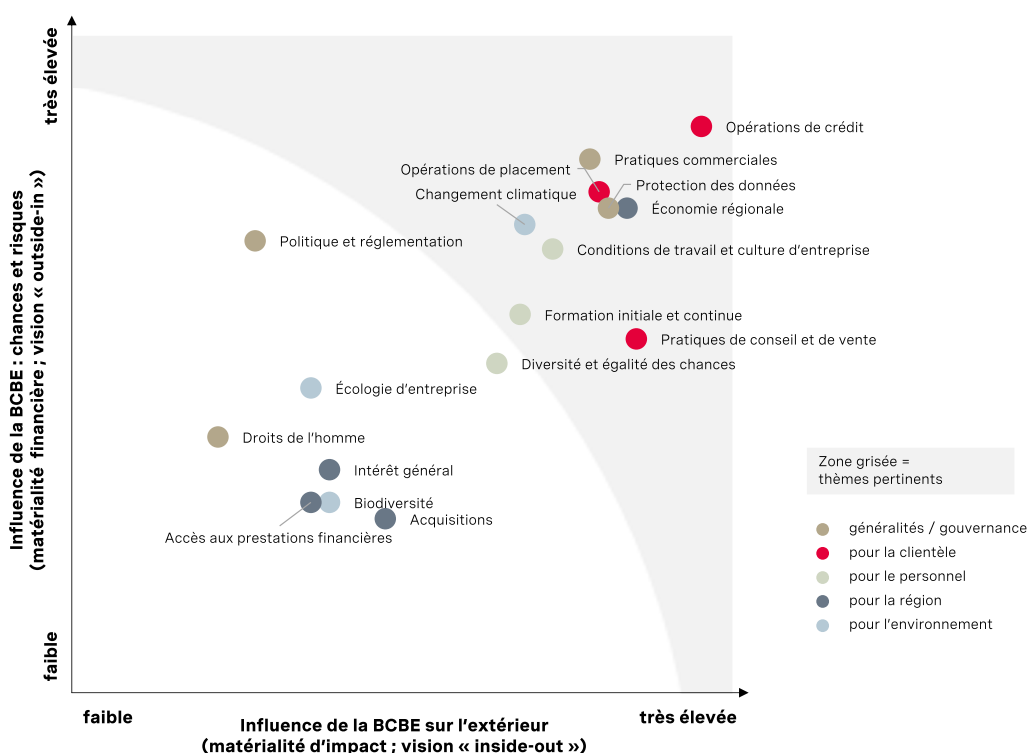 très élevée
Influence de la BCBE : chances et risques
(matérialité financière ; vision « outside-in »)
faible
Opérations de crédit
Pratiques commerciales
Opérations de placement
Protection des données
Changement climatique
Économie régionale
Politique et réglementation
Conditions de travail et culture d’entreprise
Formation initiale et continue
Pratiques de conseil et de vente
Diversité et égalité des chances
Écologie d’entreprise
Droits de l’homme
Intérêt général
Biodiversité
Acquisitions
Accès aux prestations financières
Zone grisée =
thèmes pertinents
généralités / gouvernance
pour la clientèle
pour le personnel
pour la région
pour l’environnement
faible
très élevée
Influence de la BCBE sur l’extérieur
(matérialité d’impact ; vision « inside-out »)